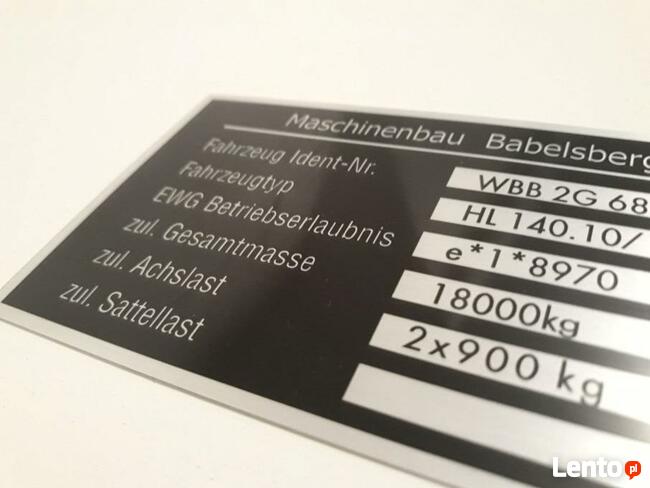 Maschinenbau Babelsberg
Fahrzeug Ident-Nr. WBB 2G 68
Fahrzeugtyp HL 140.10/
EWG Betriebserlaubnis e*1*8970
zul. Gesamtmasse 18000kg
zul. Achslast 2x900 kg
zul. Sattellast
Lento.pl